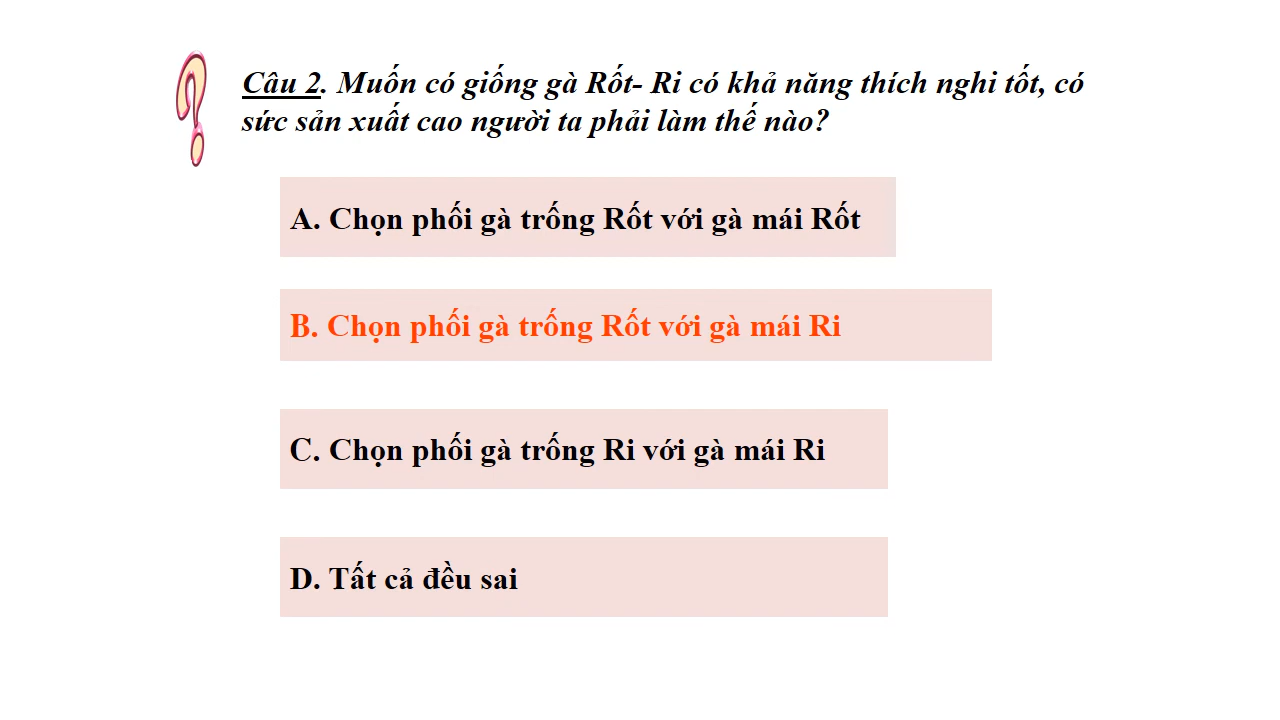 Câu 2. Muốn có giống gà Rốt- Ri có khả năng thích nghi tốt, có
sức sản xuất cao người ta phải làm thế nào?
A. Chọn phối gà trống Rốt với gà mái Rốt
B. Chọn phối gà trống Rốt với gà mái Ri
C. Chọn phối gà trống Ri với gà mái Ri
D. Tất cả đều sai